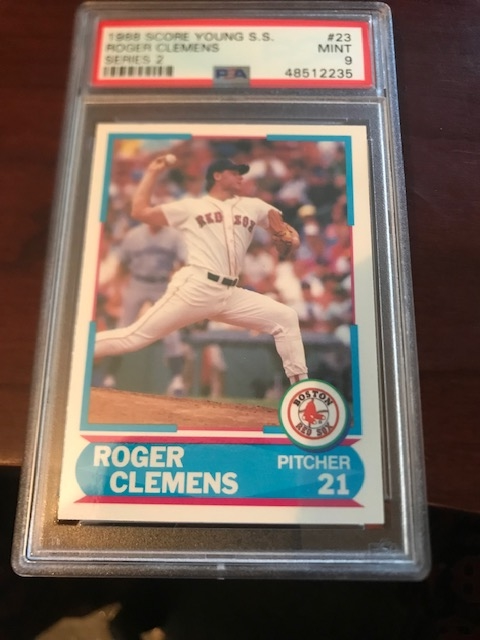 1988 SCORE YOUNG S.S. #23
ROGER CLEMENS MINT
SERIES 2 9
PSA 48512235
RED SOX
BOSTON
RED SOX
ROGER
CLEMENS
PITCHER
21